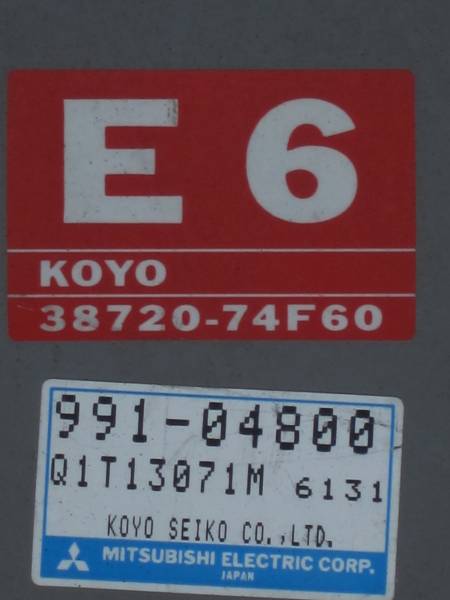 E 6
KOYO
38720-74F60
991-04800
Q1T13071M 6131
KOYO SEIKO CO.,LTD.
MITSUBISHI ELECTRIC CORP.
JAPAN